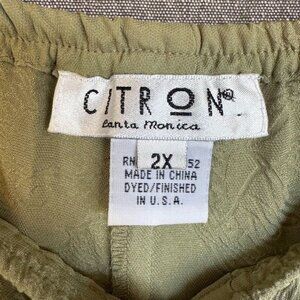 CITRON®
Santa Monica
RN 2X 52
MADE IN CHINA
DYED/FINISHED
IN U.S.A.